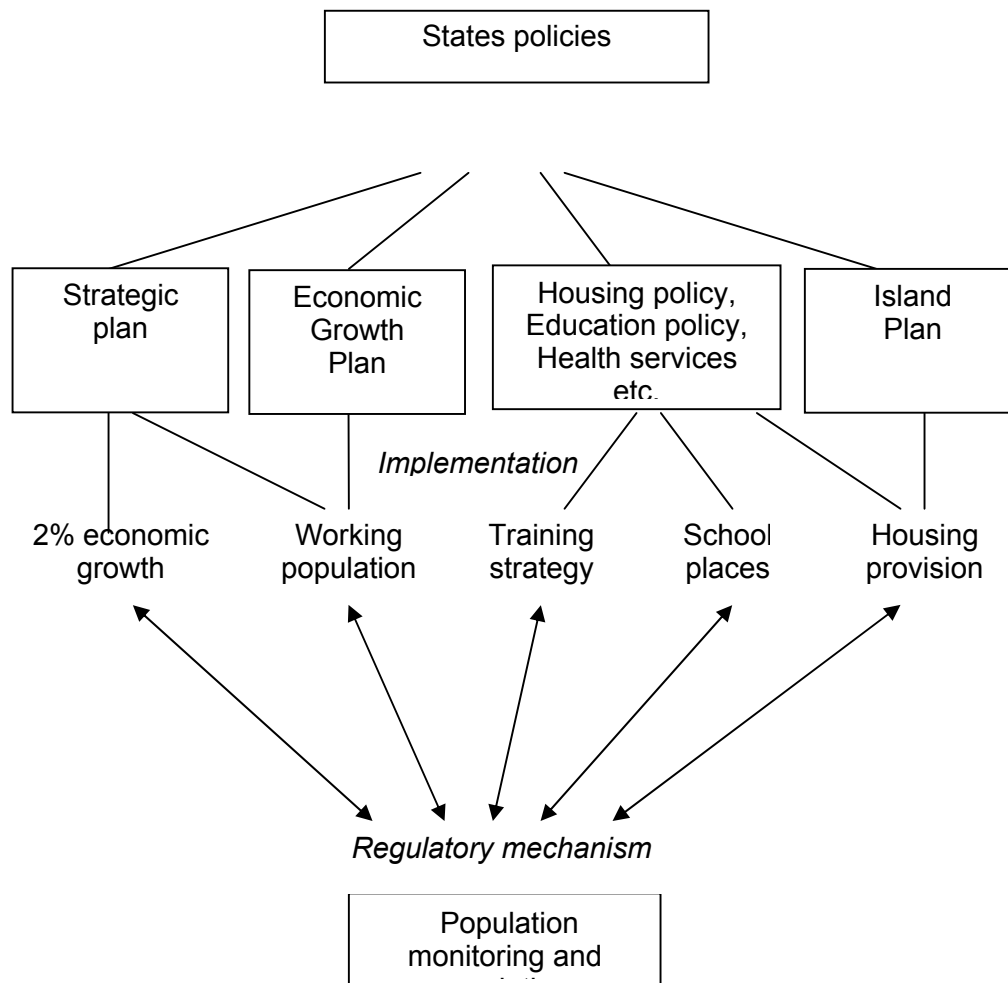 States policies
Strategic
plan
Economic
Growth
Plan
Housing policy,
Education policy,
Health services
etc.
Island
Plan
Implementation
2% economic
growth
Working
population
Training
strategy
School
places
Housing
provision
Regulatory mechanism
Population
monitoring and